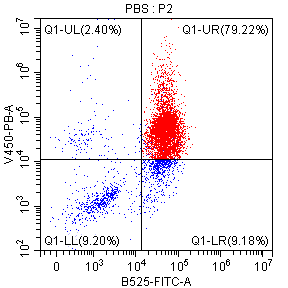 PBS : P2
Q1-UL(2.40%) Q1-UR(79.22%)
10^7
10^6
10^5
10^4
10^3
10^2
V450-PB-A
Q1-LL(9.20%) Q1-LR(9.18%)
0 10^3 10^4 10^5 10^6 10^7
B525-FITC-A